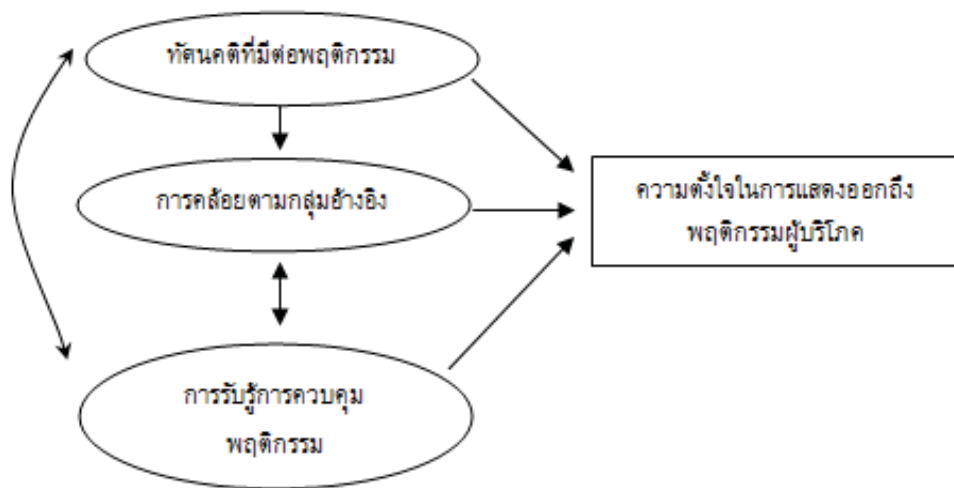 ทัศนคติที่มีต่อพฤติกรรม
การคล้อยตามกลุ่มอ้างอิง
ความตั้งใจในการแสดงออกถึง
พฤติกรรมผู้บริโภค
การรับรู้การควบคุม
พฤติกรรม